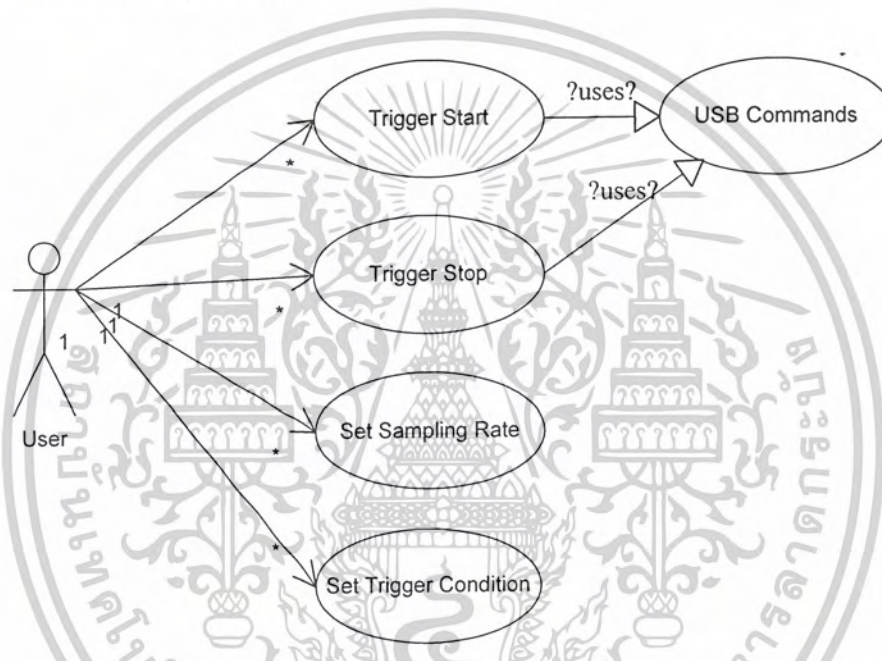 Trigger Start
?uses?
USB Commands
*
?uses?
Trigger Stop
*
1
1
1
1
User
Set Sampling Rate
*
Set Trigger Condition
*